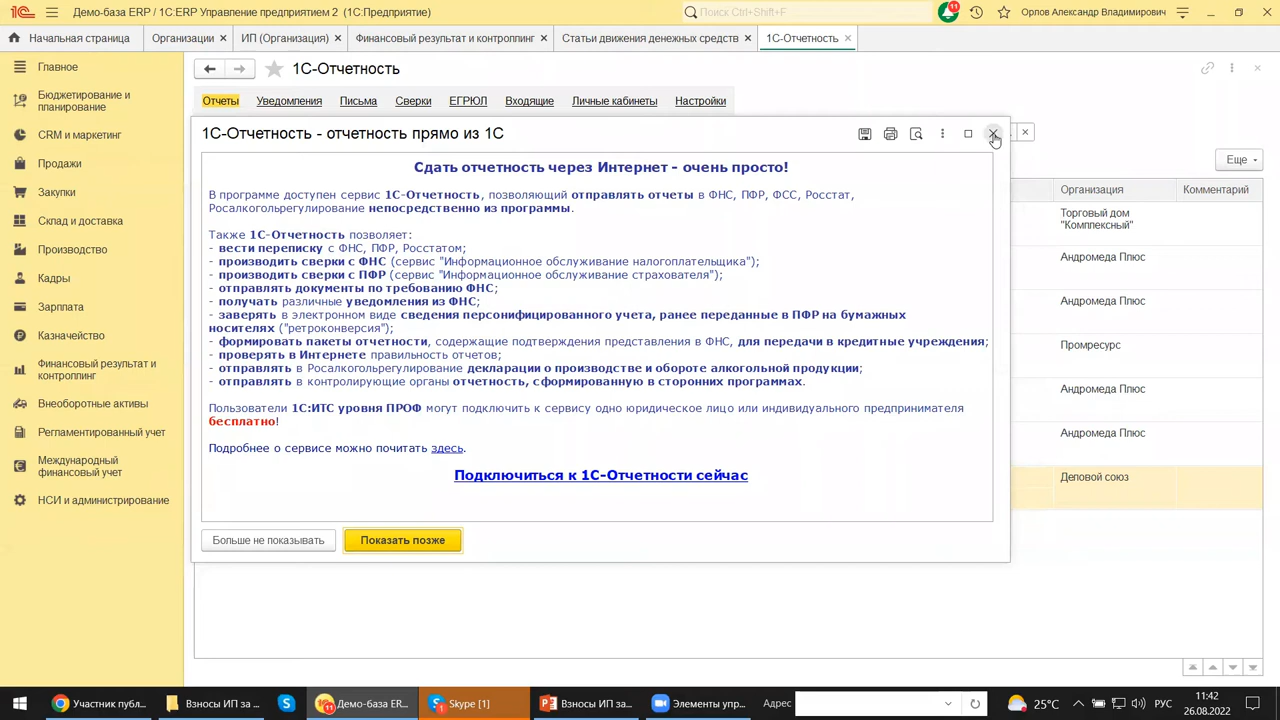 Демо-база ERP / 1C:ERP Управление предприятием 2 (1С:Предприятие)
Поиск Ctrl+Shift+F
11
Орлов Александр Владимирович
Начальная страница
Организации ×
ИП (Организация) ×
Финансовый результат и контроллинг ×
Статьи движения денежных средств ×
1С-Отчетность ×
1С-Отчетность
Отчеты Уведомления Письма Сверки ЕГРЮЛ Входящие Личные кабинеты Настройки
Главное
Бюджетирование и
планирование
CRM и маркетинг
Продажи
Закупки
Склад и доставка
Производство
Кадры
Зарплата
Казначейство
Финансовый результат и
контроллинг
Внеоборотные активы
Регламентированный учет
Международный
финансовый учет
НСИ и администрирование
1С-Отчетность - отчетность прямо из 1С
Сдать отчетность через Интернет - очень просто!
В программе доступен сервис 1С-Отчетность, позволяющий отправлять отчеты в ФНС, ПФР, ФСС, Росстат,
Росалкогольрегулирование непосредственно из программы.
Также 1С-Отчетность позволяет:
- вести переписку с ФНС, ПФР, Росстатом;
- производить сверки с ФНС (сервис "Информационное обслуживание налогоплательщика");
- производить сверки с ПФР (сервис "Информационное обслуживание страхователя");
- отправлять документы по требованию ФНС;
- получать различные уведомления из ФНС;
- заверять в электронном виде сведения персонифицированного учета, ранее переданные в ПФР на бумажных
носителях ("ретроконверсия");
- формировать пакеты отчетности, содержащие подтверждения представления в ФНС, для передачи в кредитные учреждения;
- проверять в Интернете правильность отчетов;
- отправлять в Росалкогольрегулирование декларации о производстве и обороте алкогольной продукции;
- отправлять в контролирующие органы отчетность, сформированную в сторонних программах.
Пользователи 1С:ИТС уровня ПРОФ могут подключить к сервису одно юридическое лицо или индивидуального предпринимателя
бесплатно!
Подробнее о сервисе можно почитать здесь.
Подключиться к 1С-Отчетности сейчас
Больше не показывать
Показать позже
Еще
Организация Комментарий
Торговый дом
"Комплексный"
Андромеда Плюс
Андромеда Плюс
Промресурс
Андромеда Плюс
Андромеда Плюс
Деловой союз
Участник публ...
Взносы ИП за ...
Демо-база ER...
Skype [1]
Взносы ИП за...
Элементы упр...
Адрес
25°C
РУС
11:42
26.08.2022